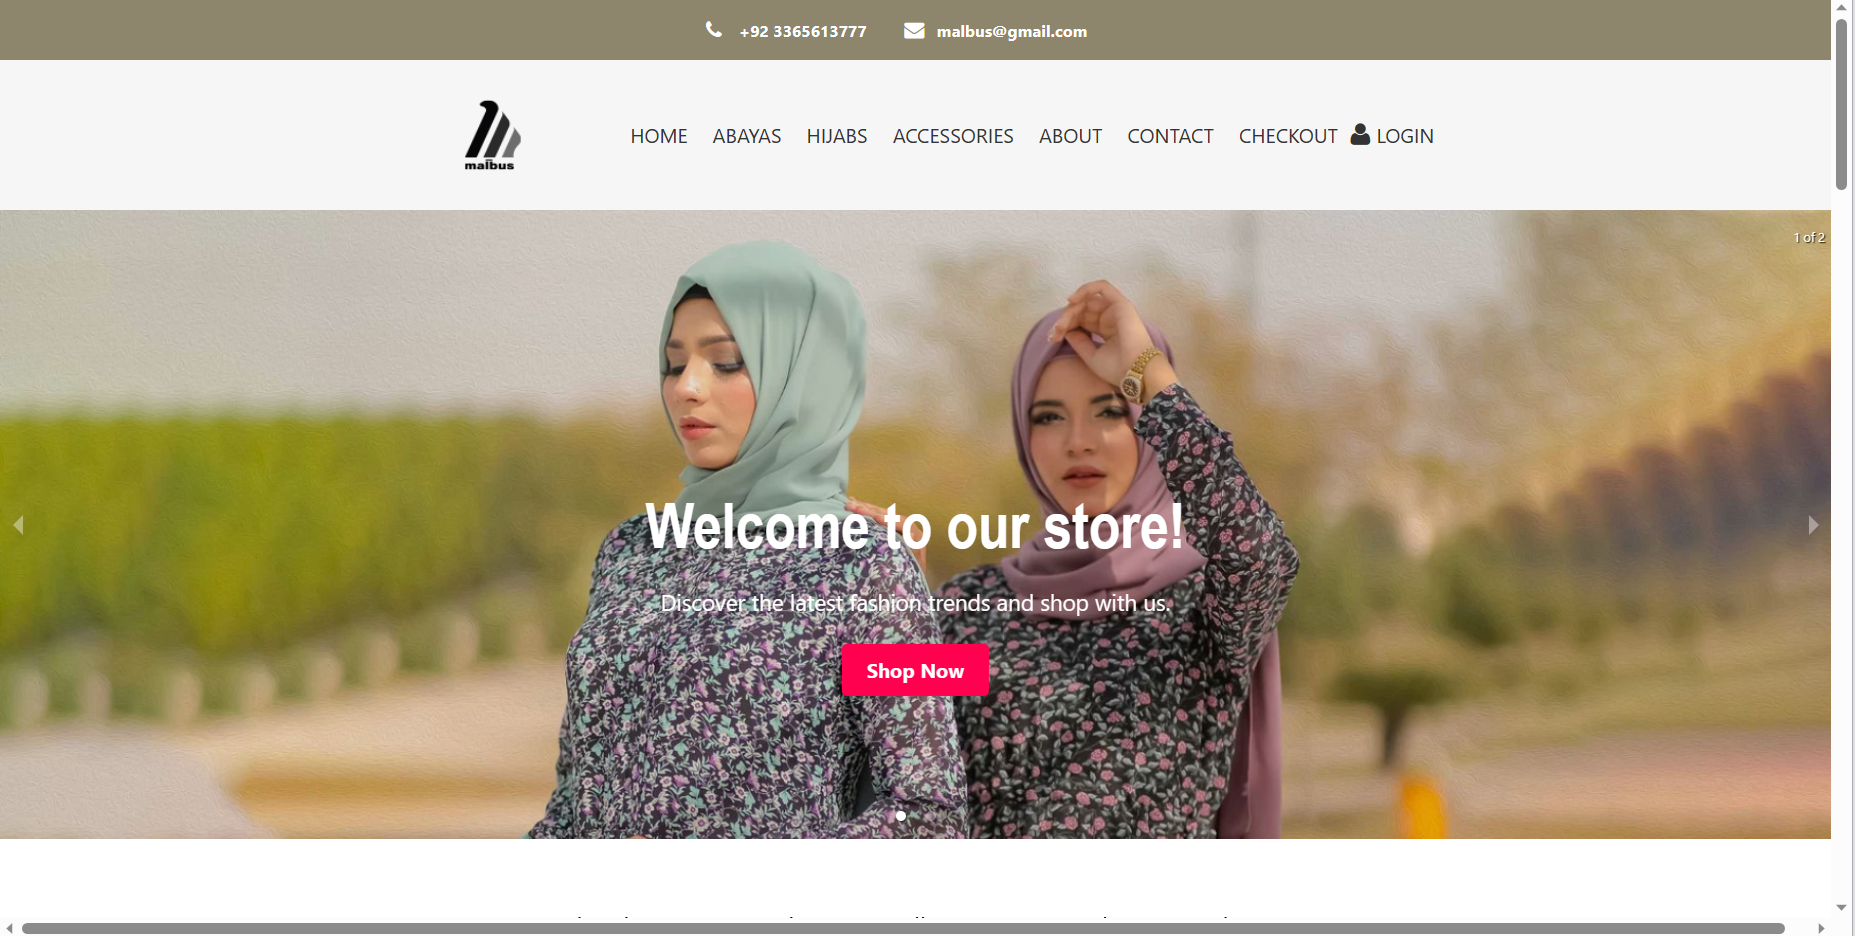 +92 3365613777 malbus@gmail.com
malbus
HOME ABAYAS HIJABS ACCESSORIES ABOUT CONTACT CHECKOUT LOGIN
1 of 2
Welcome to our store!
Discover the latest fashion trends and shop with us.
Shop Now